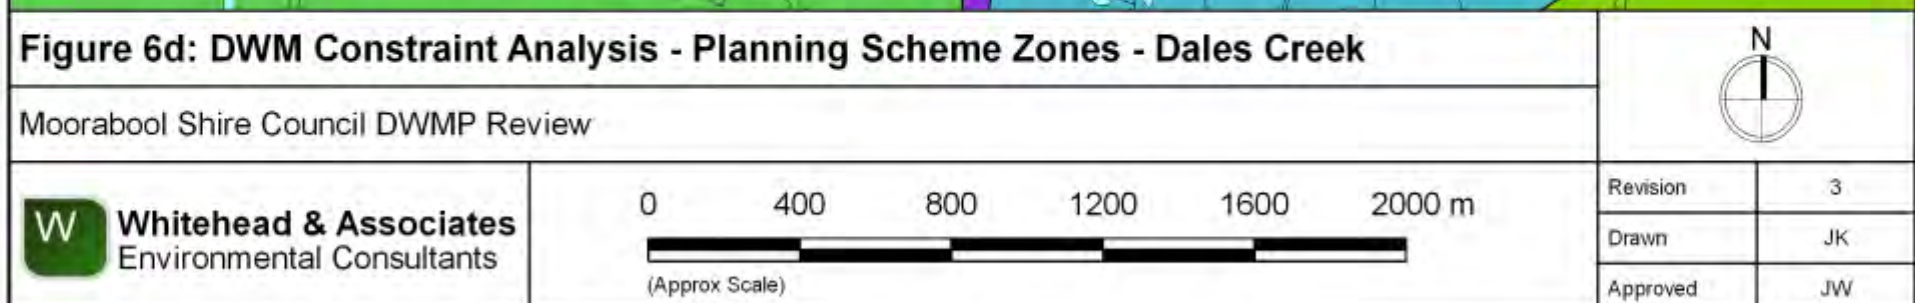 Figure 6d: DWM Constraint Analysis - Planning Scheme Zones - Dales Creek
N
Moorabool Shire Council DWMP Review
W
Whitehead & Associates
Environmental Consultants
0 400 800 1200 1600 2000 m
(Approx Scale)
Revision 3
Drawn JK
Approved JW